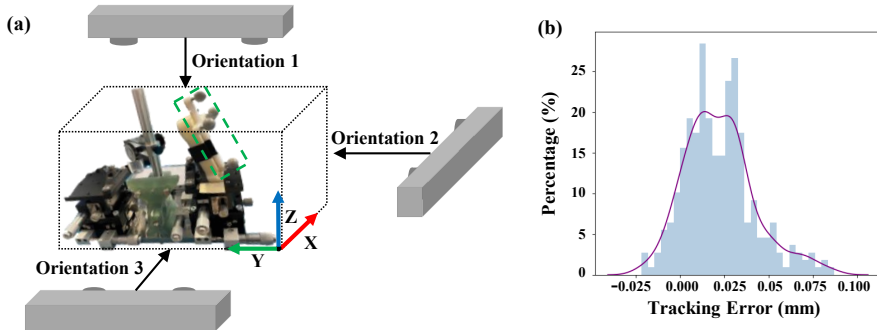 (a)
Orientation 1
Orientation 2
Z
X
Y
Orientation 3
(b)
Percentage (%)
25
20
15
10
5
0
−0.025 0.000 0.025 0.050 0.075 0.100
Tracking Error (mm)